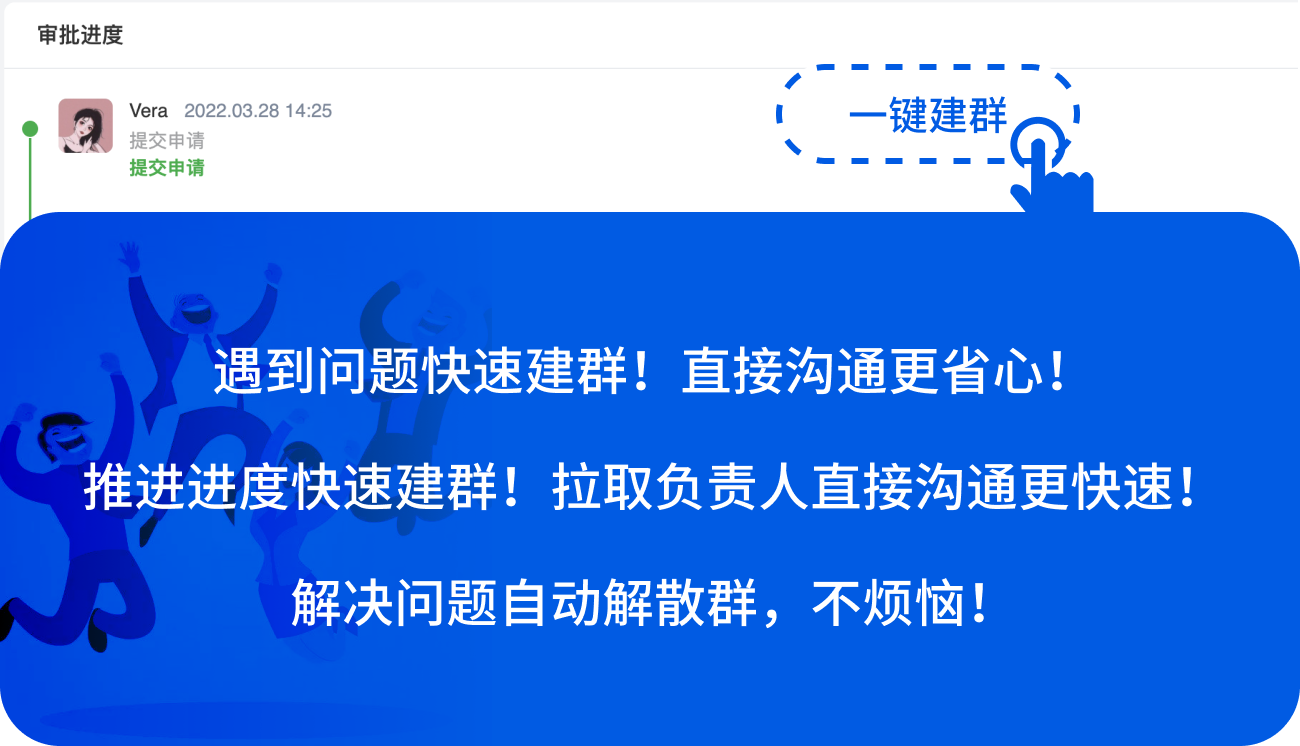 审批进度
Vera 2022.03.28 14:25
提交申请
提交申请
一键建群
遇到问题快速建群！直接沟通更省心！
推进进度快速建群！拉取负责人直接沟通更快速！
解决问题自动解散群，不烦恼！